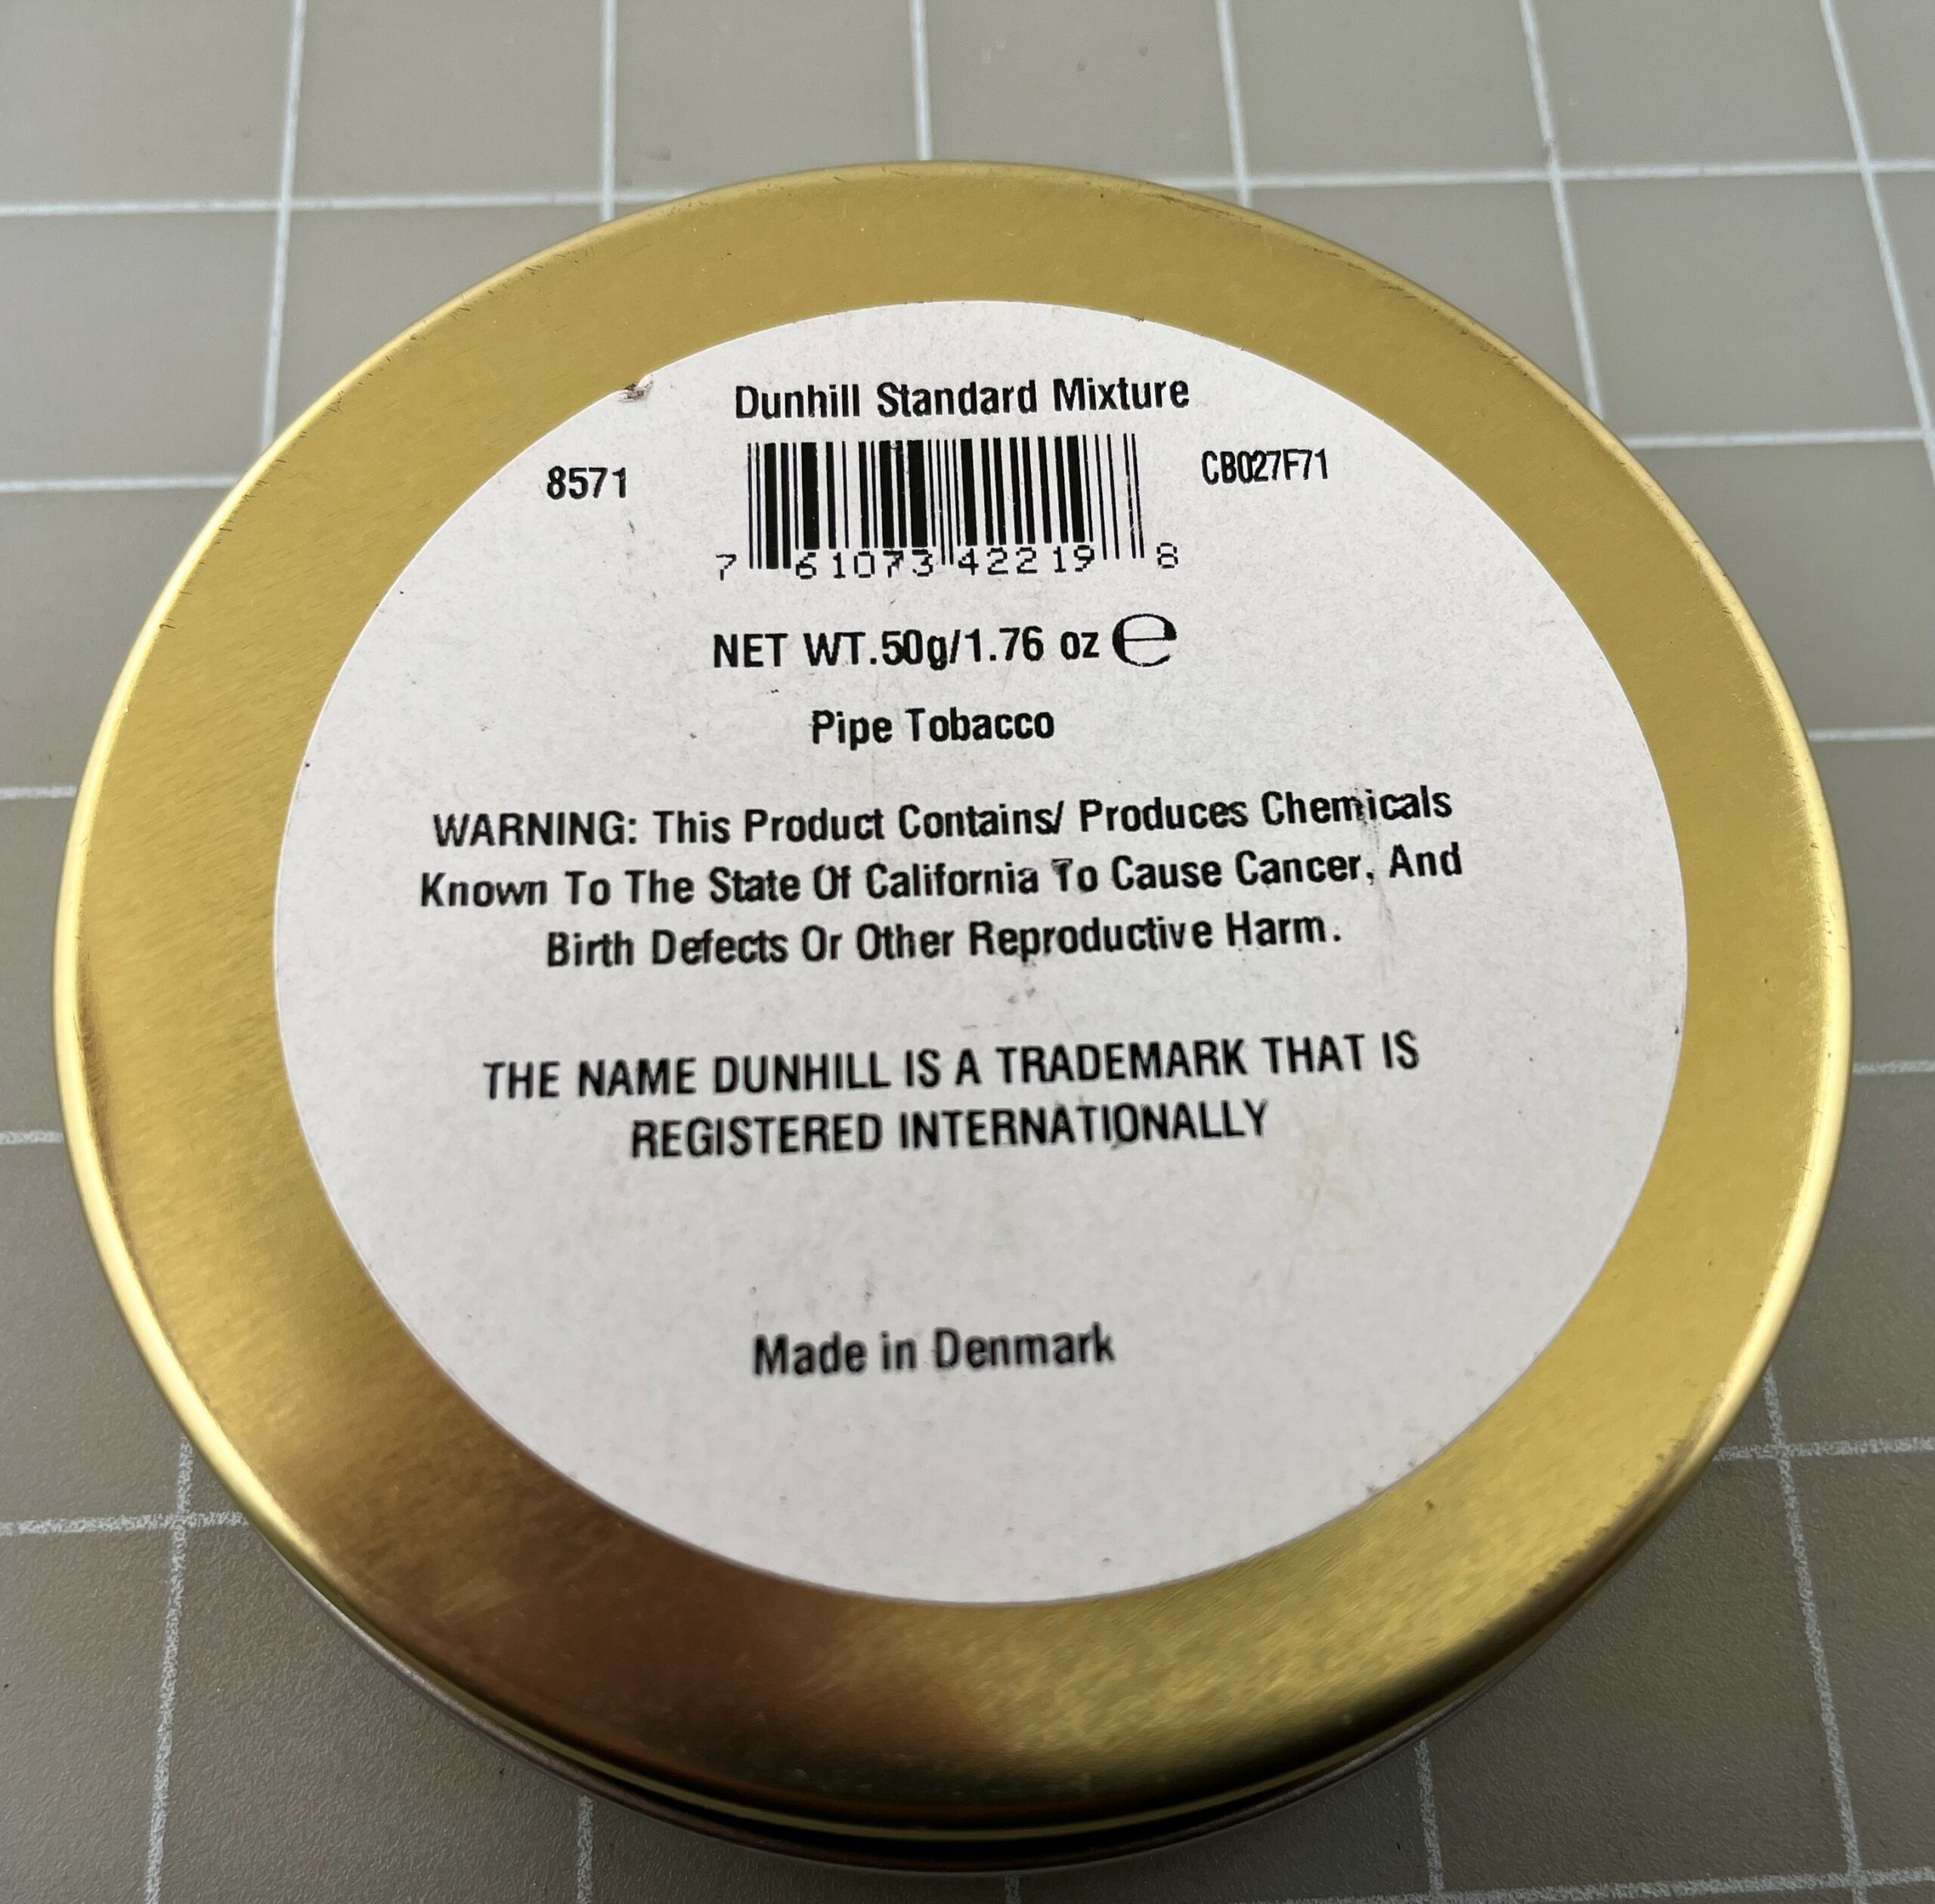 Dunhill Standard Mixture
8571
CB027F71
7 61073 42219 8
NET WT.50g/1.76 oz ℮
Pipe Tobacco
WARNING: This Product Contains/ Produces Chemicals
Known To The State Of California To Cause Cancer, And
Birth Defects Or Other Reproductive Harm.
THE NAME DUNHILL IS A TRADEMARK THAT IS
REGISTERED INTERNATIONALLY
Made in Denmark